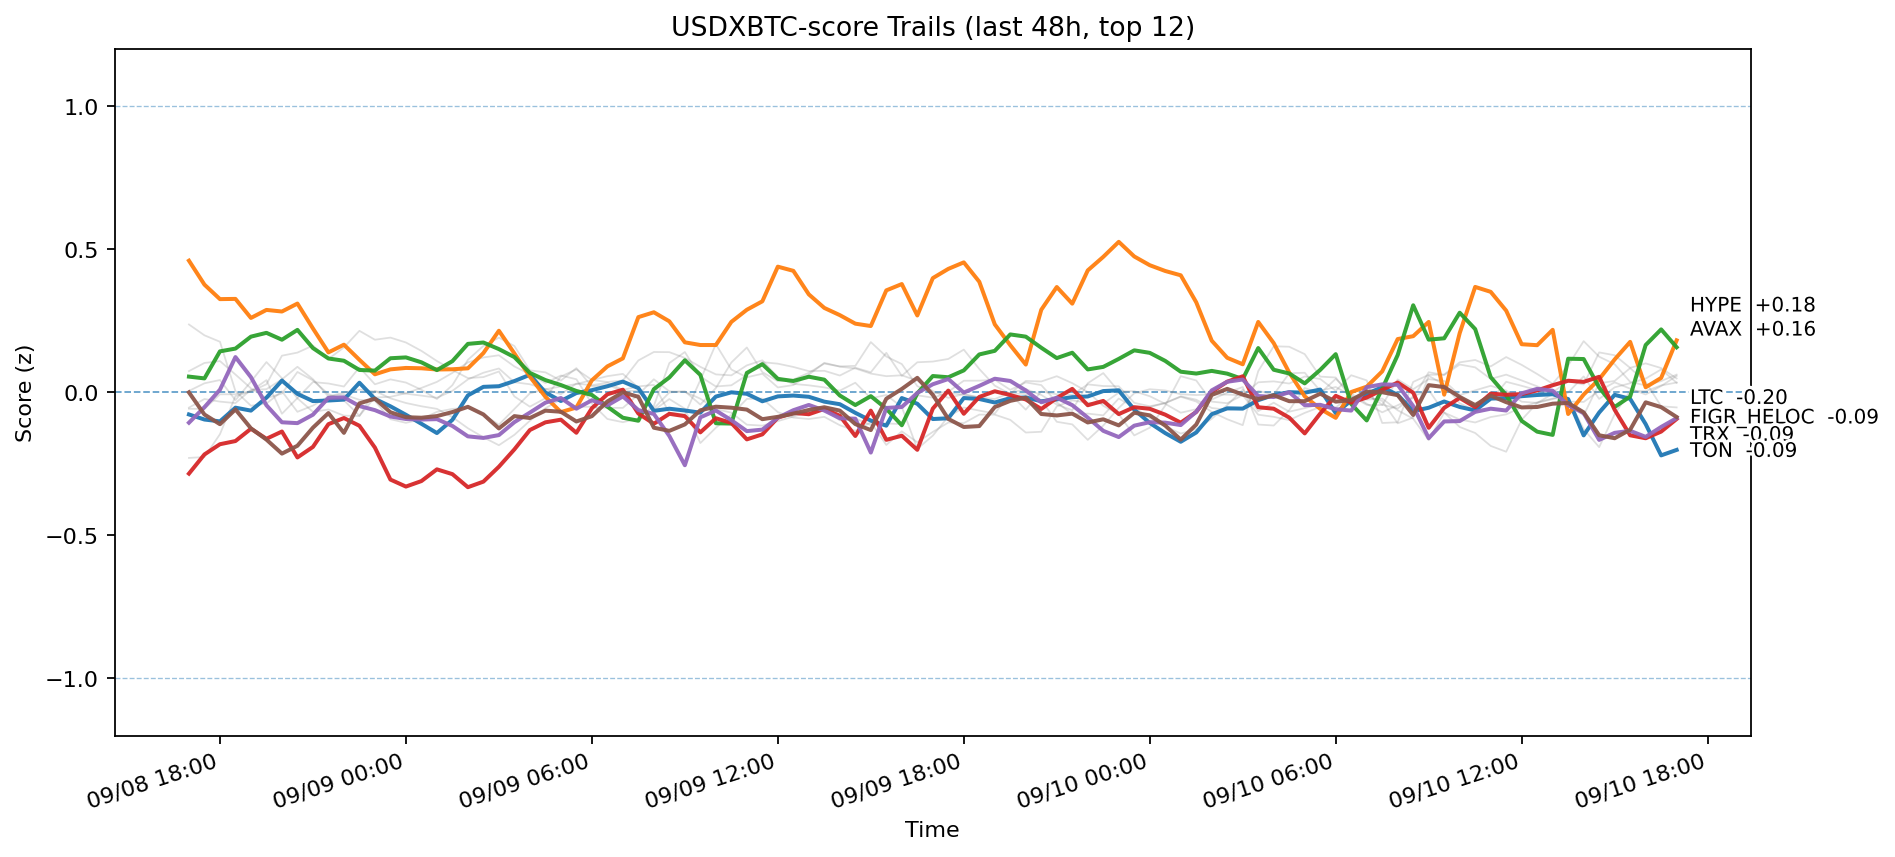 USDXBTC-score Trails (last 48h, top 12)
Score (z)
1.0
0.5
0.0
−0.5
−1.0
HYPE +0.18
AVAX +0.16
LTC -0.20
FIGR_HELOC -0.09
TRX -0.09
TON -0.09
09/08 18:00
09/09 00:00
09/09 06:00
09/09 12:00
09/09 18:00
09/10 00:00
09/10 06:00
09/10 12:00
09/10 18:00
Time